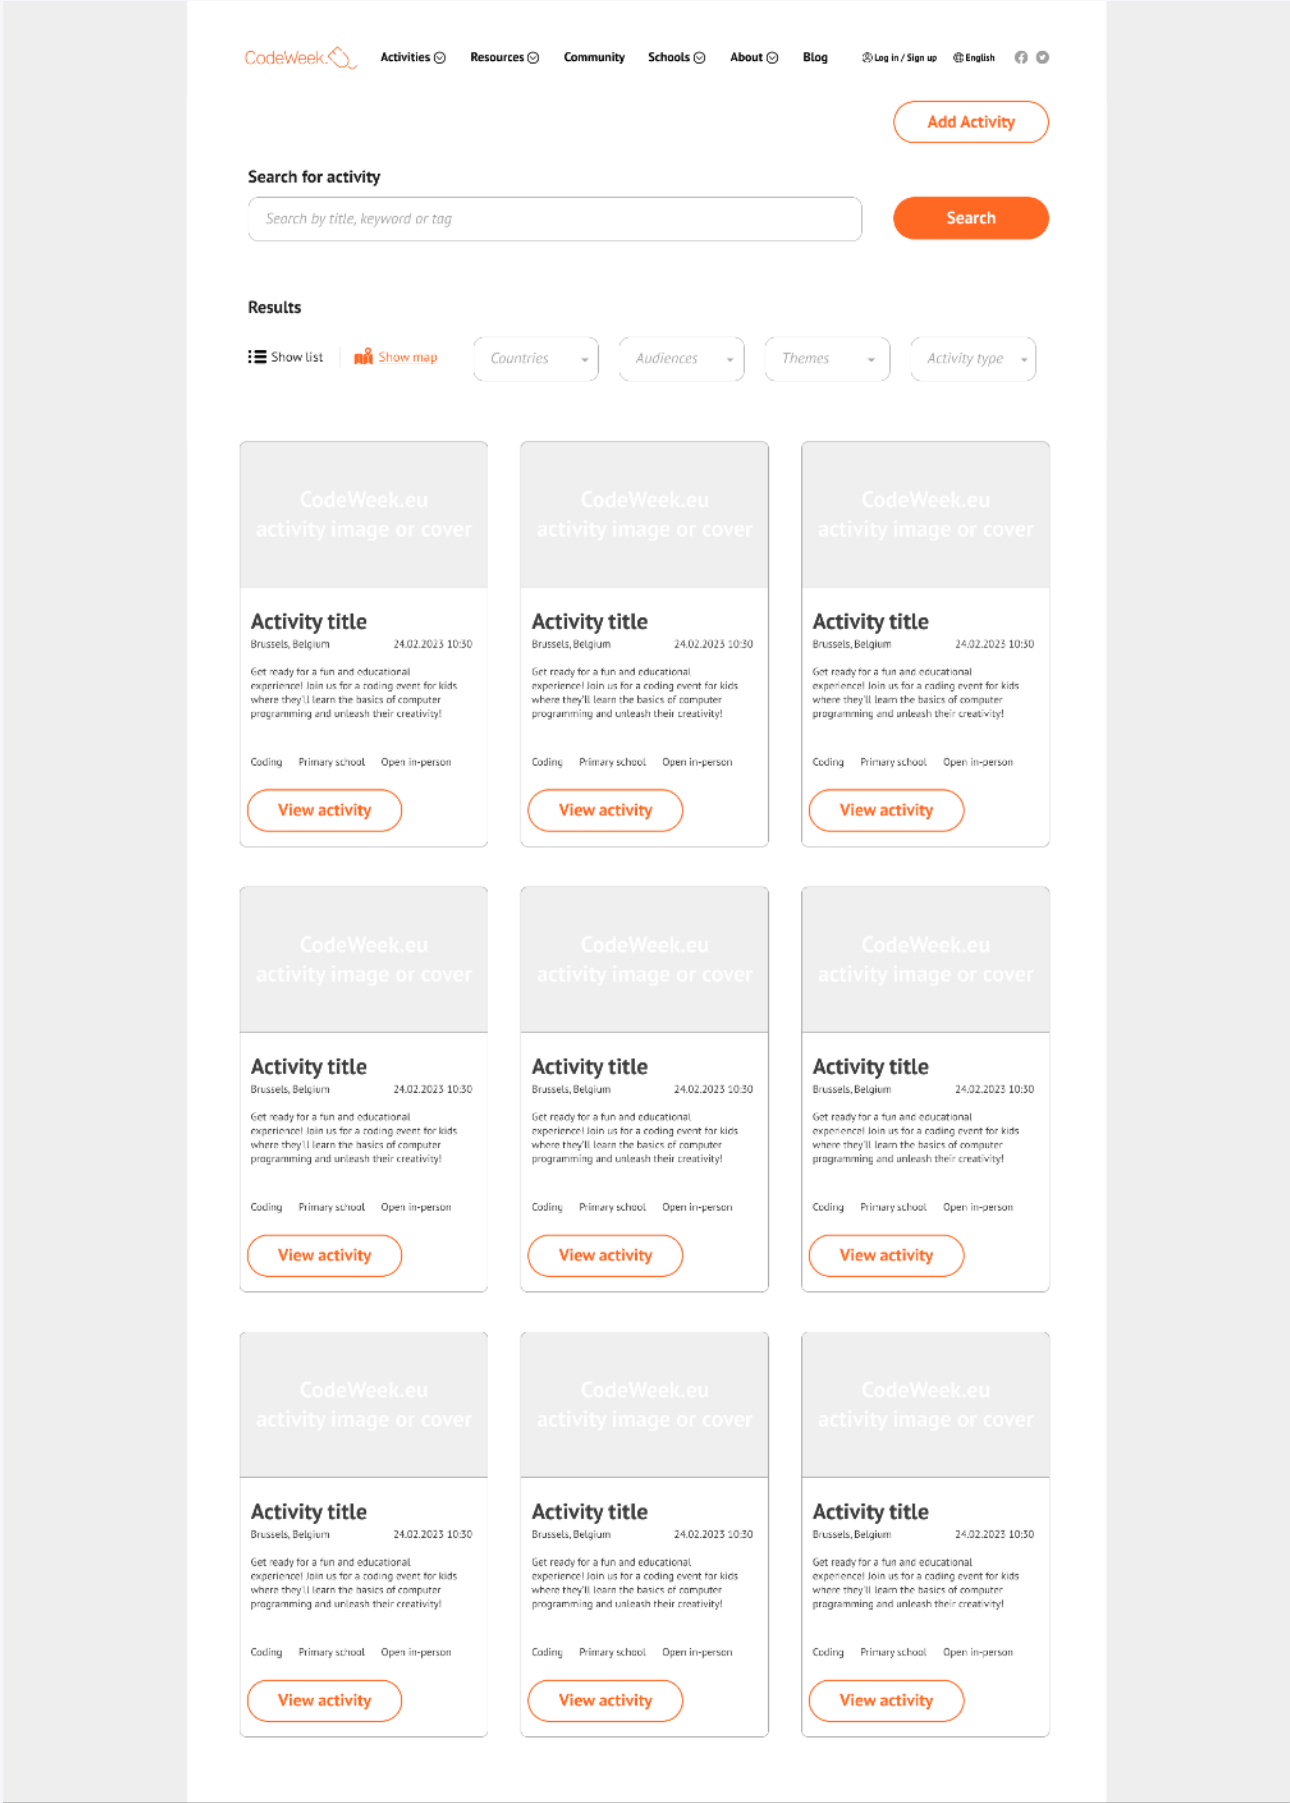 CodeWeek. Activities Resources Community Schools About Blog Log in / Sign up English
Add Activity
Search for activity
Search by title, keyword or tag
Search
Results
Show list Show map Countries Audiences Themes Activity type
CodeWeek.eu
activity image or cover
Activity title
Brussels, Belgium 24.02.2023 10:30
Get ready for a fun and educational
experience! Join us for a coding event for kids
where they'll learn the basics of computer
programming and unleash their creativity!
Coding Primary school Open in-person
View activity
CodeWeek.eu
activity image or cover
Activity title
Brussels, Belgium 24.02.2023 10:30
Get ready for a fun and educational
experience! Join us for a coding event for kids
where they'll learn the basics of computer
programming and unleash their creativity!
Coding Primary school Open in-person
View activity
CodeWeek.eu
activity image or cover
Activity title
Brussels, Belgium 24.02.2023 10:30
Get ready for a fun and educational
experience! Join us for a coding event for kids
where they'll learn the basics of computer
programming and unleash their creativity!
Coding Primary school Open in-person
View activity
CodeWeek.eu
activity image or cover
Activity title
Brussels, Belgium 24.02.2023 10:30
Get ready for a fun and educational
experience! Join us for a coding event for kids
where they'll learn the basics of computer
programming and unleash their creativity!
Coding Primary school Open in-person
View activity
CodeWeek.eu
activity image or cover
Activity title
Brussels, Belgium 24.02.2023 10:30
Get ready for a fun and educational
experience! Join us for a coding event for kids
where they'll learn the basics of computer
programming and unleash their creativity!
Coding Primary school Open in-person
View activity
CodeWeek.eu
activity image or cover
Activity title
Brussels, Belgium 24.02.2023 10:30
Get ready for a fun and educational
experience! Join us for a coding event for kids
where they'll learn the basics of computer
programming and unleash their creativity!
Coding Primary school Open in-person
View activity
CodeWeek.eu
activity image or cover
Activity title
Brussels, Belgium 24.02.2023 10:30
Get ready for a fun and educational
experience! Join us for a coding event for kids
where they'll learn the basics of computer
programming and unleash their creativity!
Coding Primary school Open in-person
View activity
CodeWeek.eu
activity image or cover
Activity title
Brussels, Belgium 24.02.2023 10:30
Get ready for a fun and educational
experience! Join us for a coding event for kids
where they'll learn the basics of computer
programming and unleash their creativity!
Coding Primary school Open in-person
View activity
CodeWeek.eu
activity image or cover
Activity title
Brussels, Belgium 24.02.2023 10:30
Get ready for a fun and educational
experience! Join us for a coding event for kids
where they'll learn the basics of computer
programming and unleash their creativity!
Coding Primary school Open in-person
View activity